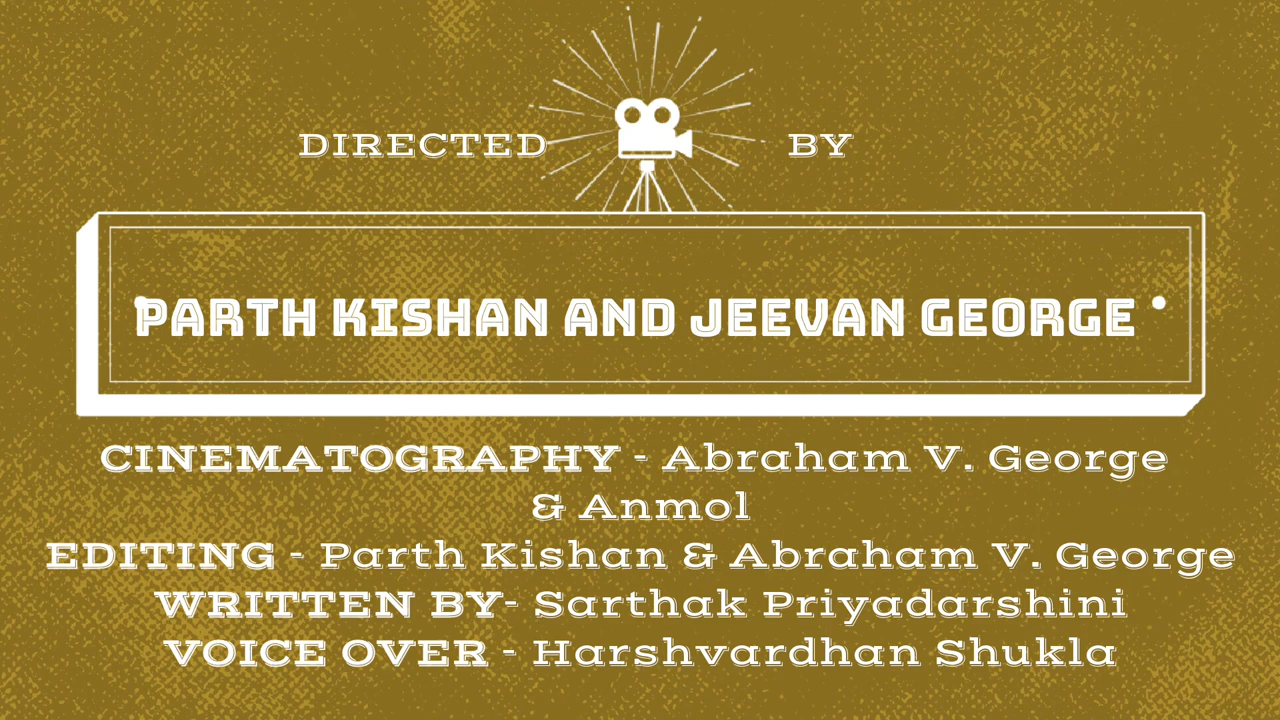 DIRECTED BY
PARTH KISHAN AND JEEVAN GEORGE
CINEMATOGRAPHY - Abraham V. George
& Anmol
EDITING - Parth Kishan & Abraham V. George
WRITTEN BY- Sarthak Priyadarshini
VOICE OVER - Harshvardhan Shukla